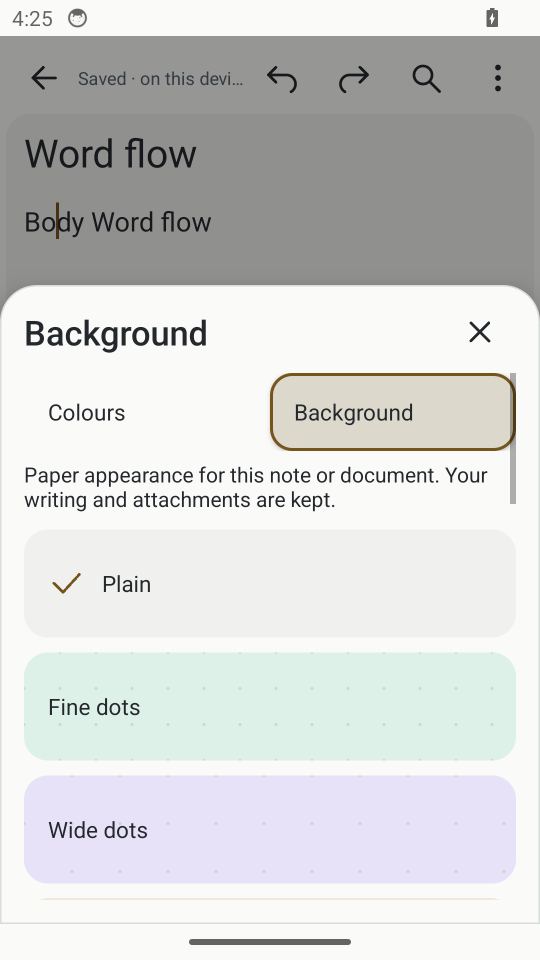 4:25
Saved · on this devi…
Word flow
Body Word flow
Background
Colours
Background
Paper appearance for this note or document. Your
writing and attachments are kept.
Plain
Fine dots
Wide dots